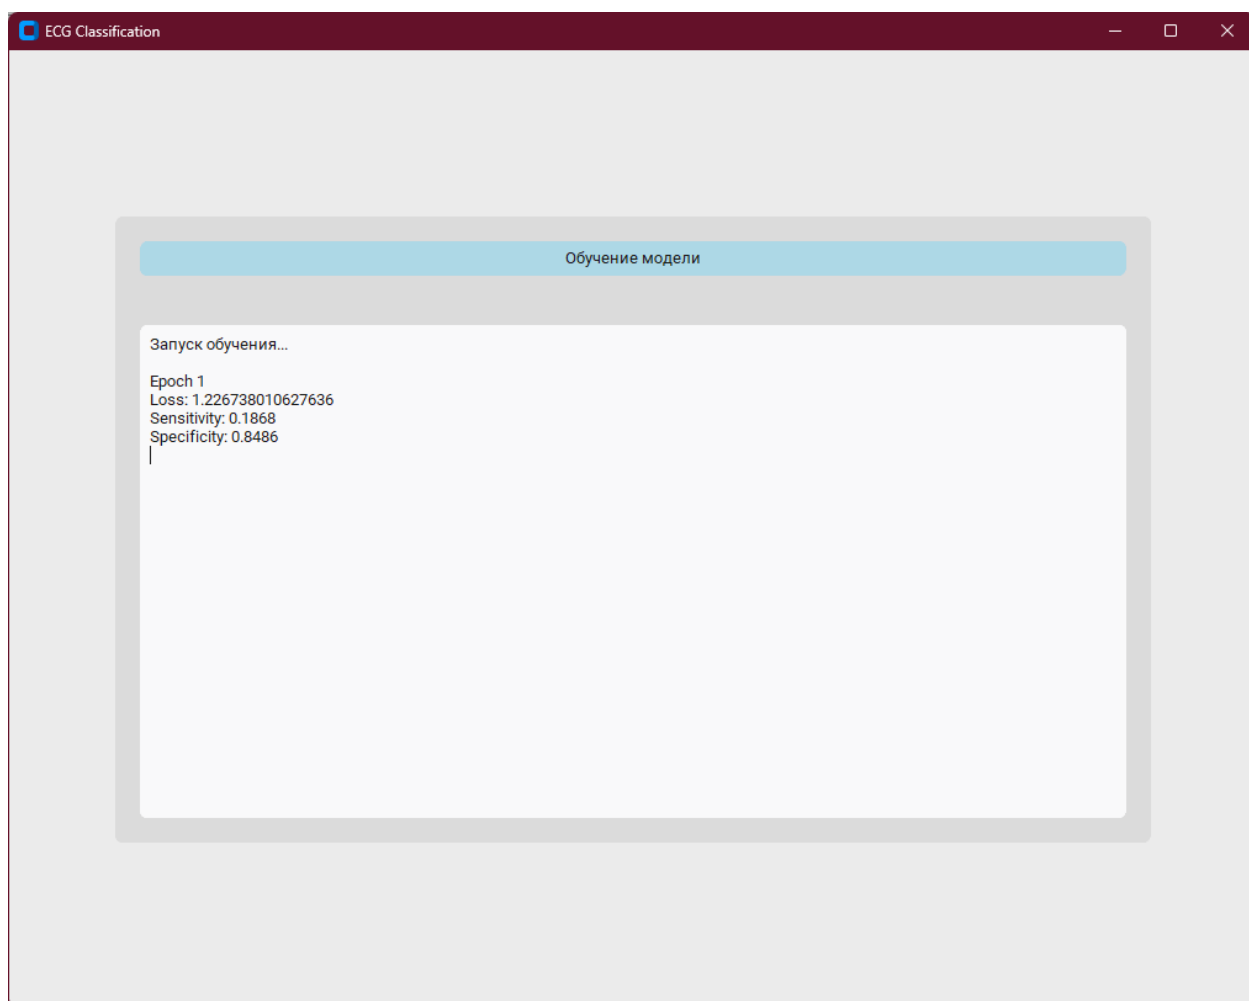 ECG Classification
Обучение модели
Запуск обучения...
Epoch 1
Loss: 1.226738010627636
Sensitivity: 0.1868
Specificity: 0.8486